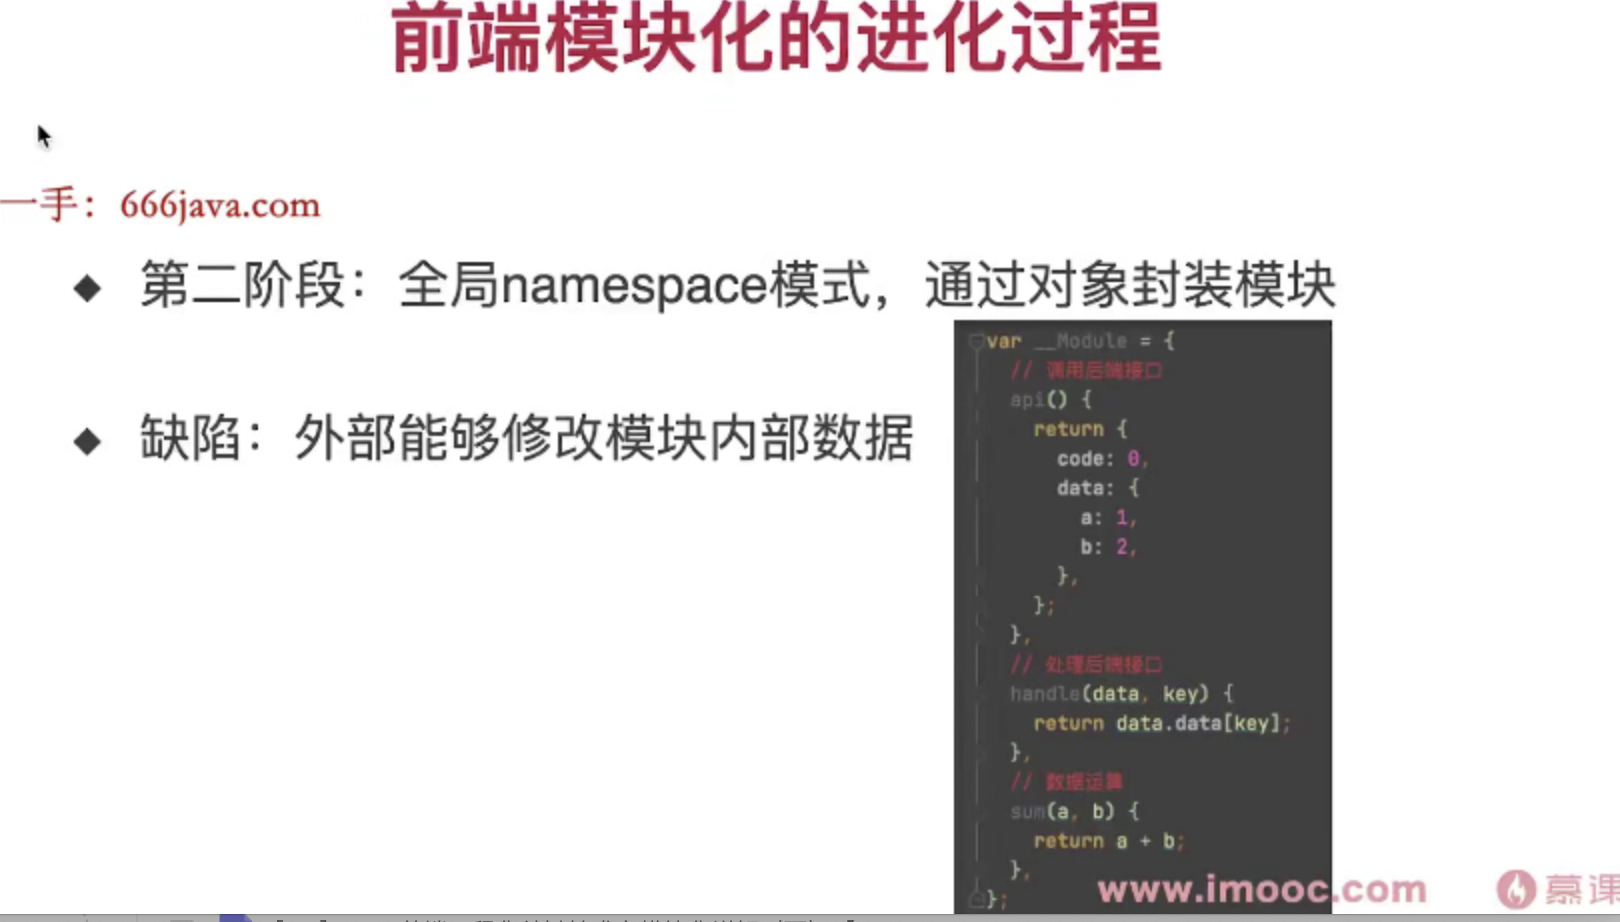 前端模块化的进化过程
一手：666java.com
◆ 第二阶段：全局namespace模式，通过对象封装模块
◆ 缺陷：外部能够修改模块内部数据
var __Module = {
// 调用后端接口
api() {
return {
code: 0,
data: {
a: 1,
b: 2,
},
};
},
// 处理后端接口
handle(data, key) {
return data.data[key];
},
// 数据运算
sum(a, b) {
return a + b;
},
};
www.imooc.com
慕课